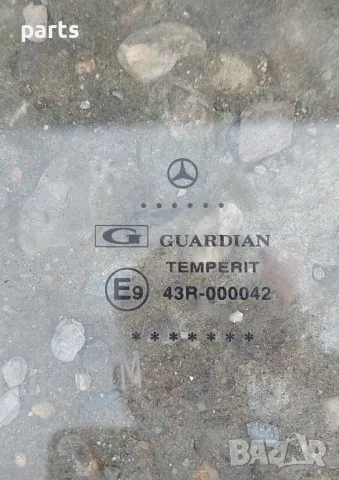 parts
......
G GUARDIAN
TEMPERIT
E9 43R-000042
*******
M
BAZAR